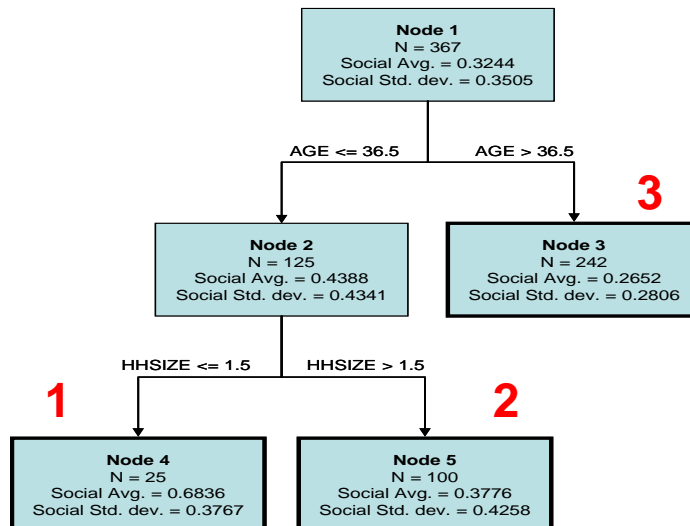 Node 1
N = 367
Social Avg. = 0.3244
Social Std. dev. = 0.3505
AGE <= 36.5
AGE > 36.5
3
Node 2
N = 125
Social Avg. = 0.4388
Social Std. dev. = 0.4341
Node 3
N = 242
Social Avg. = 0.2652
Social Std. dev. = 0.2806
HHSIZE <= 1.5
HHSIZE > 1.5
1
2
Node 4
N = 25
Social Avg. = 0.6836
Social Std. dev. = 0.3767
Node 5
N = 100
Social Avg. = 0.3776
Social Std. dev. = 0.4258